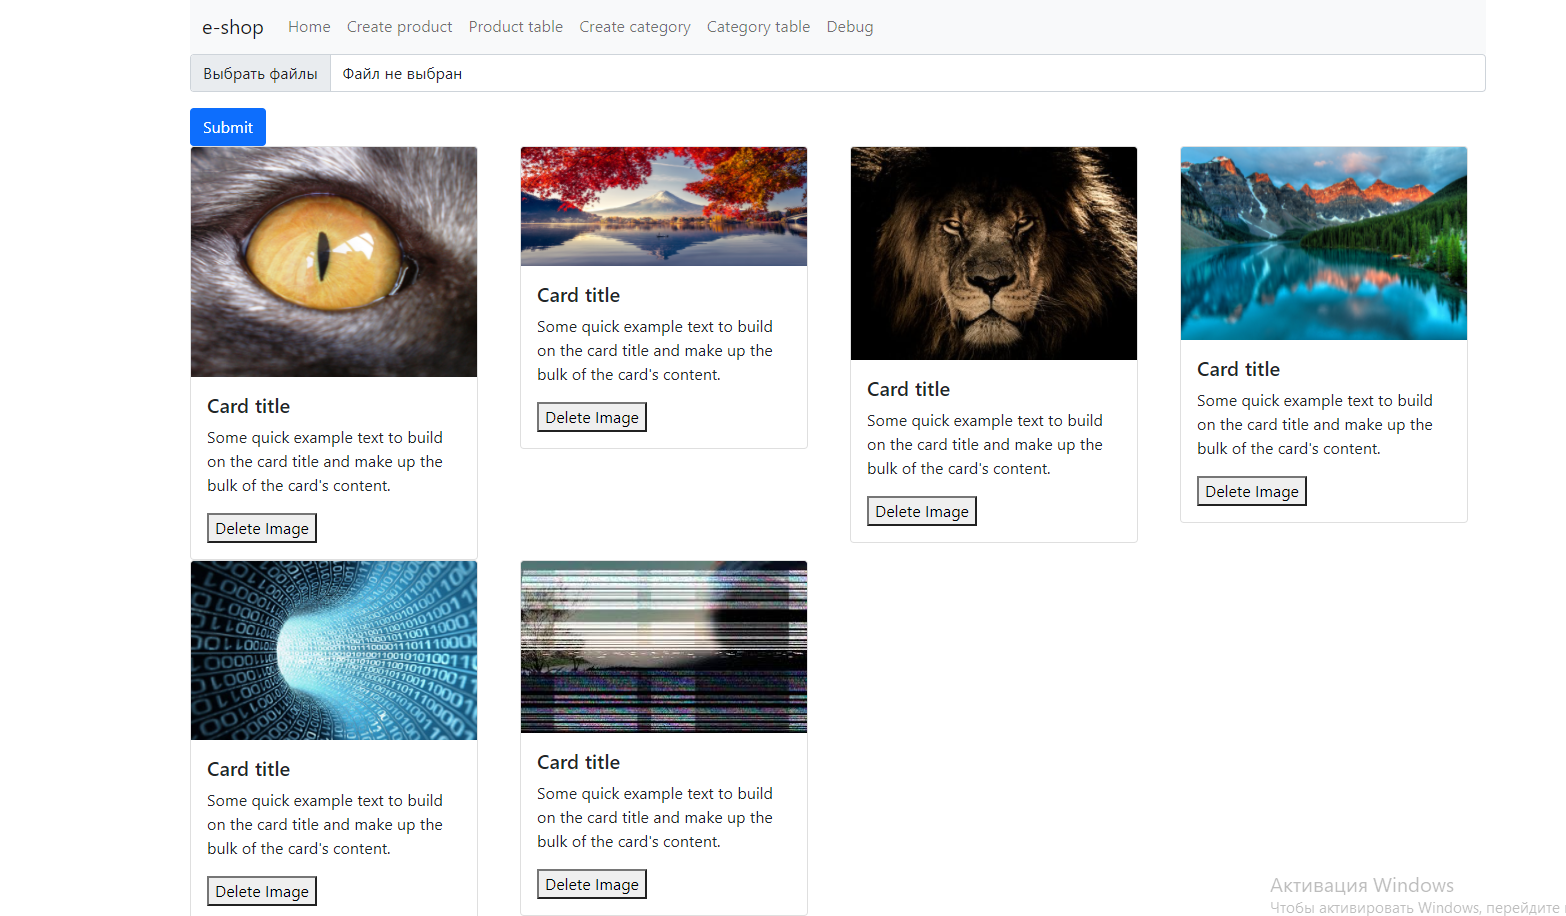 e-shop Home Create product Product table Create category Category table Debug
Выбрать файлы Файл не выбран
Submit
Card title
Some quick example text to build
on the card title and make up the
bulk of the card's content.
Delete Image
Card title
Some quick example text to build
on the card title and make up the
bulk of the card's content.
Delete Image
Card title
Some quick example text to build
on the card title and make up the
bulk of the card's content.
Delete Image
Card title
Some quick example text to build
on the card title and make up the
bulk of the card's content.
Delete Image
Card title
Some quick example text to build
on the card title and make up the
bulk of the card's content.
Delete Image
Card title
Some quick example text to build
on the card title and make up the
bulk of the card's content.
Delete Image
Активация Windows
Чтобы активировать Windows, перейдите